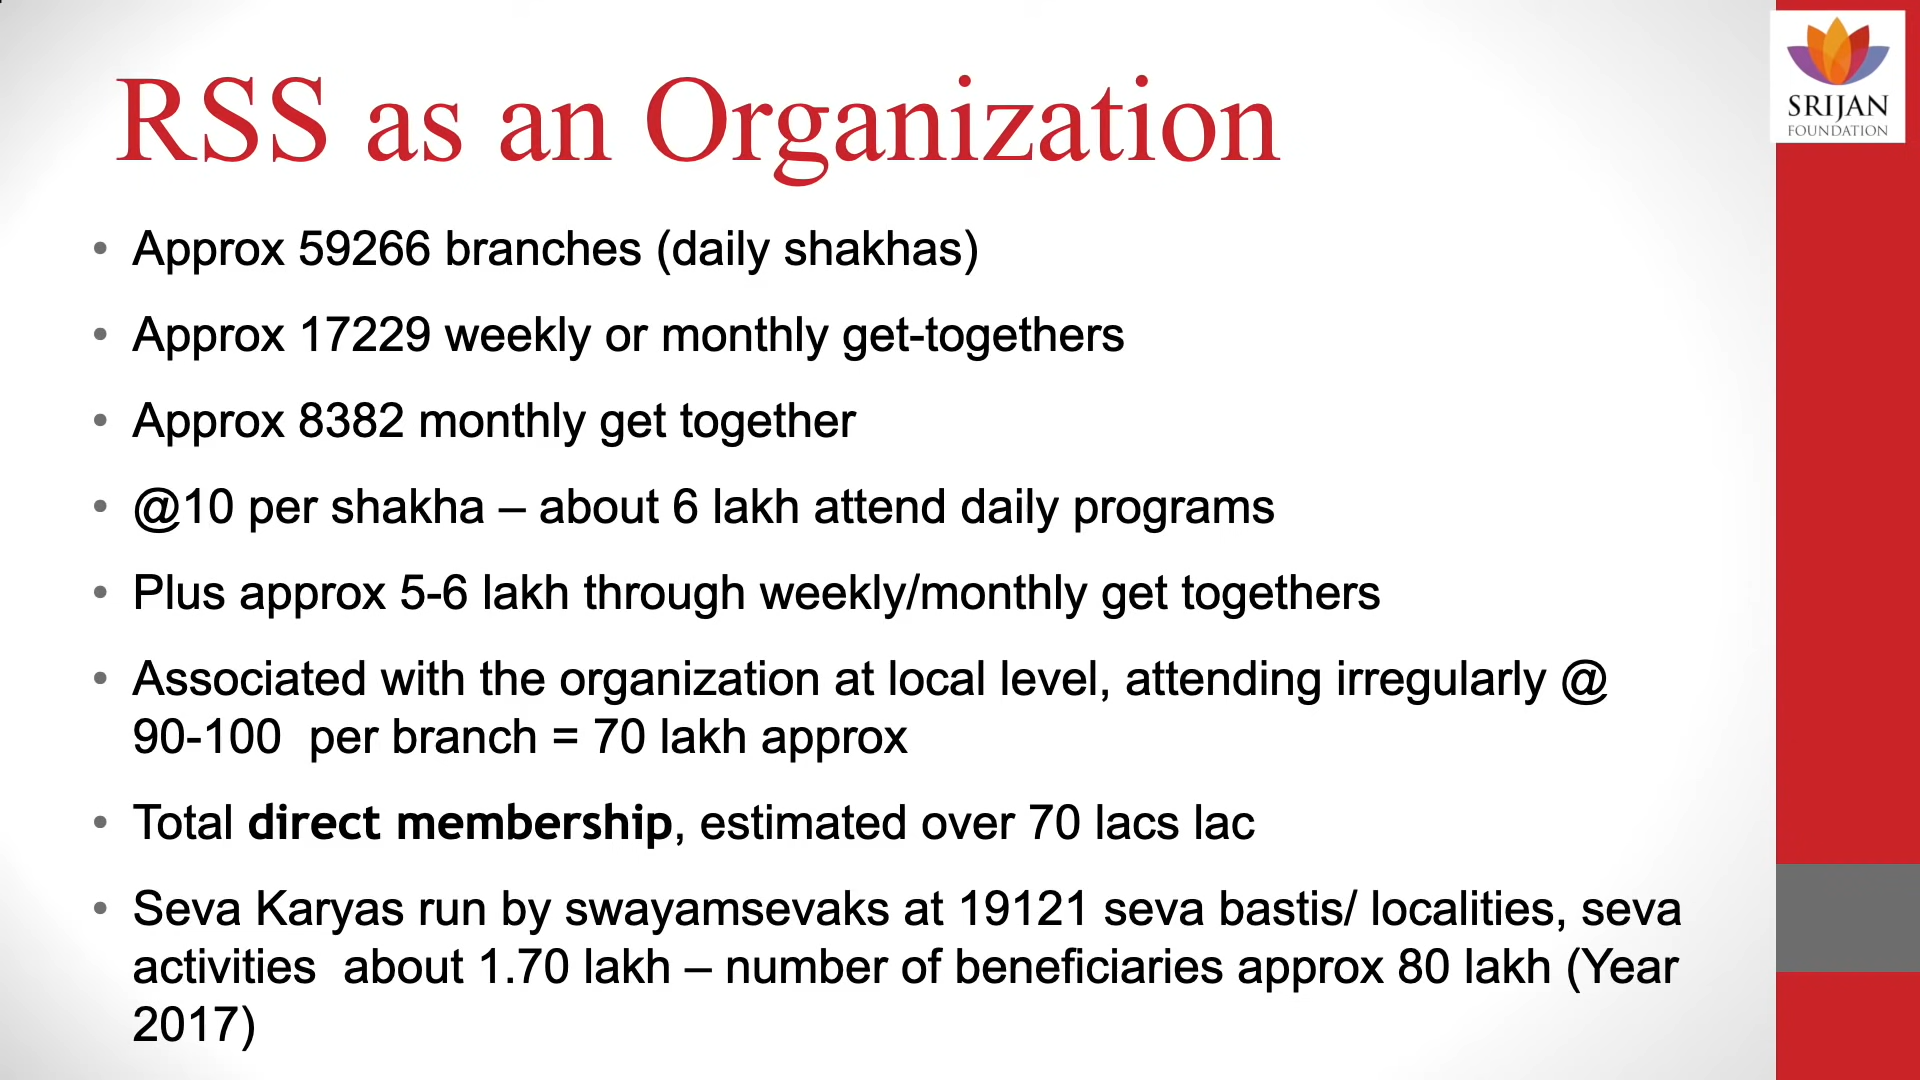 RSS as an Organization
SRIJAN
FOUNDATION
• Approx 59266 branches (daily shakhas)
• Approx 17229 weekly or monthly get-togethers
• Approx 8382 monthly get together
• @10 per shakha – about 6 lakh attend daily programs
• Plus approx 5-6 lakh through weekly/monthly get togethers
• Associated with the organization at local level, attending irregularly @
90-100  per branch = 70 lakh approx
• Total direct membership, estimated over 70 lacs lac
• Seva Karyas run by swayamsevaks at 19121 seva bastis/ localities, seva
activities  about 1.70 lakh – number of beneficiaries approx 80 lakh (Year
2017)